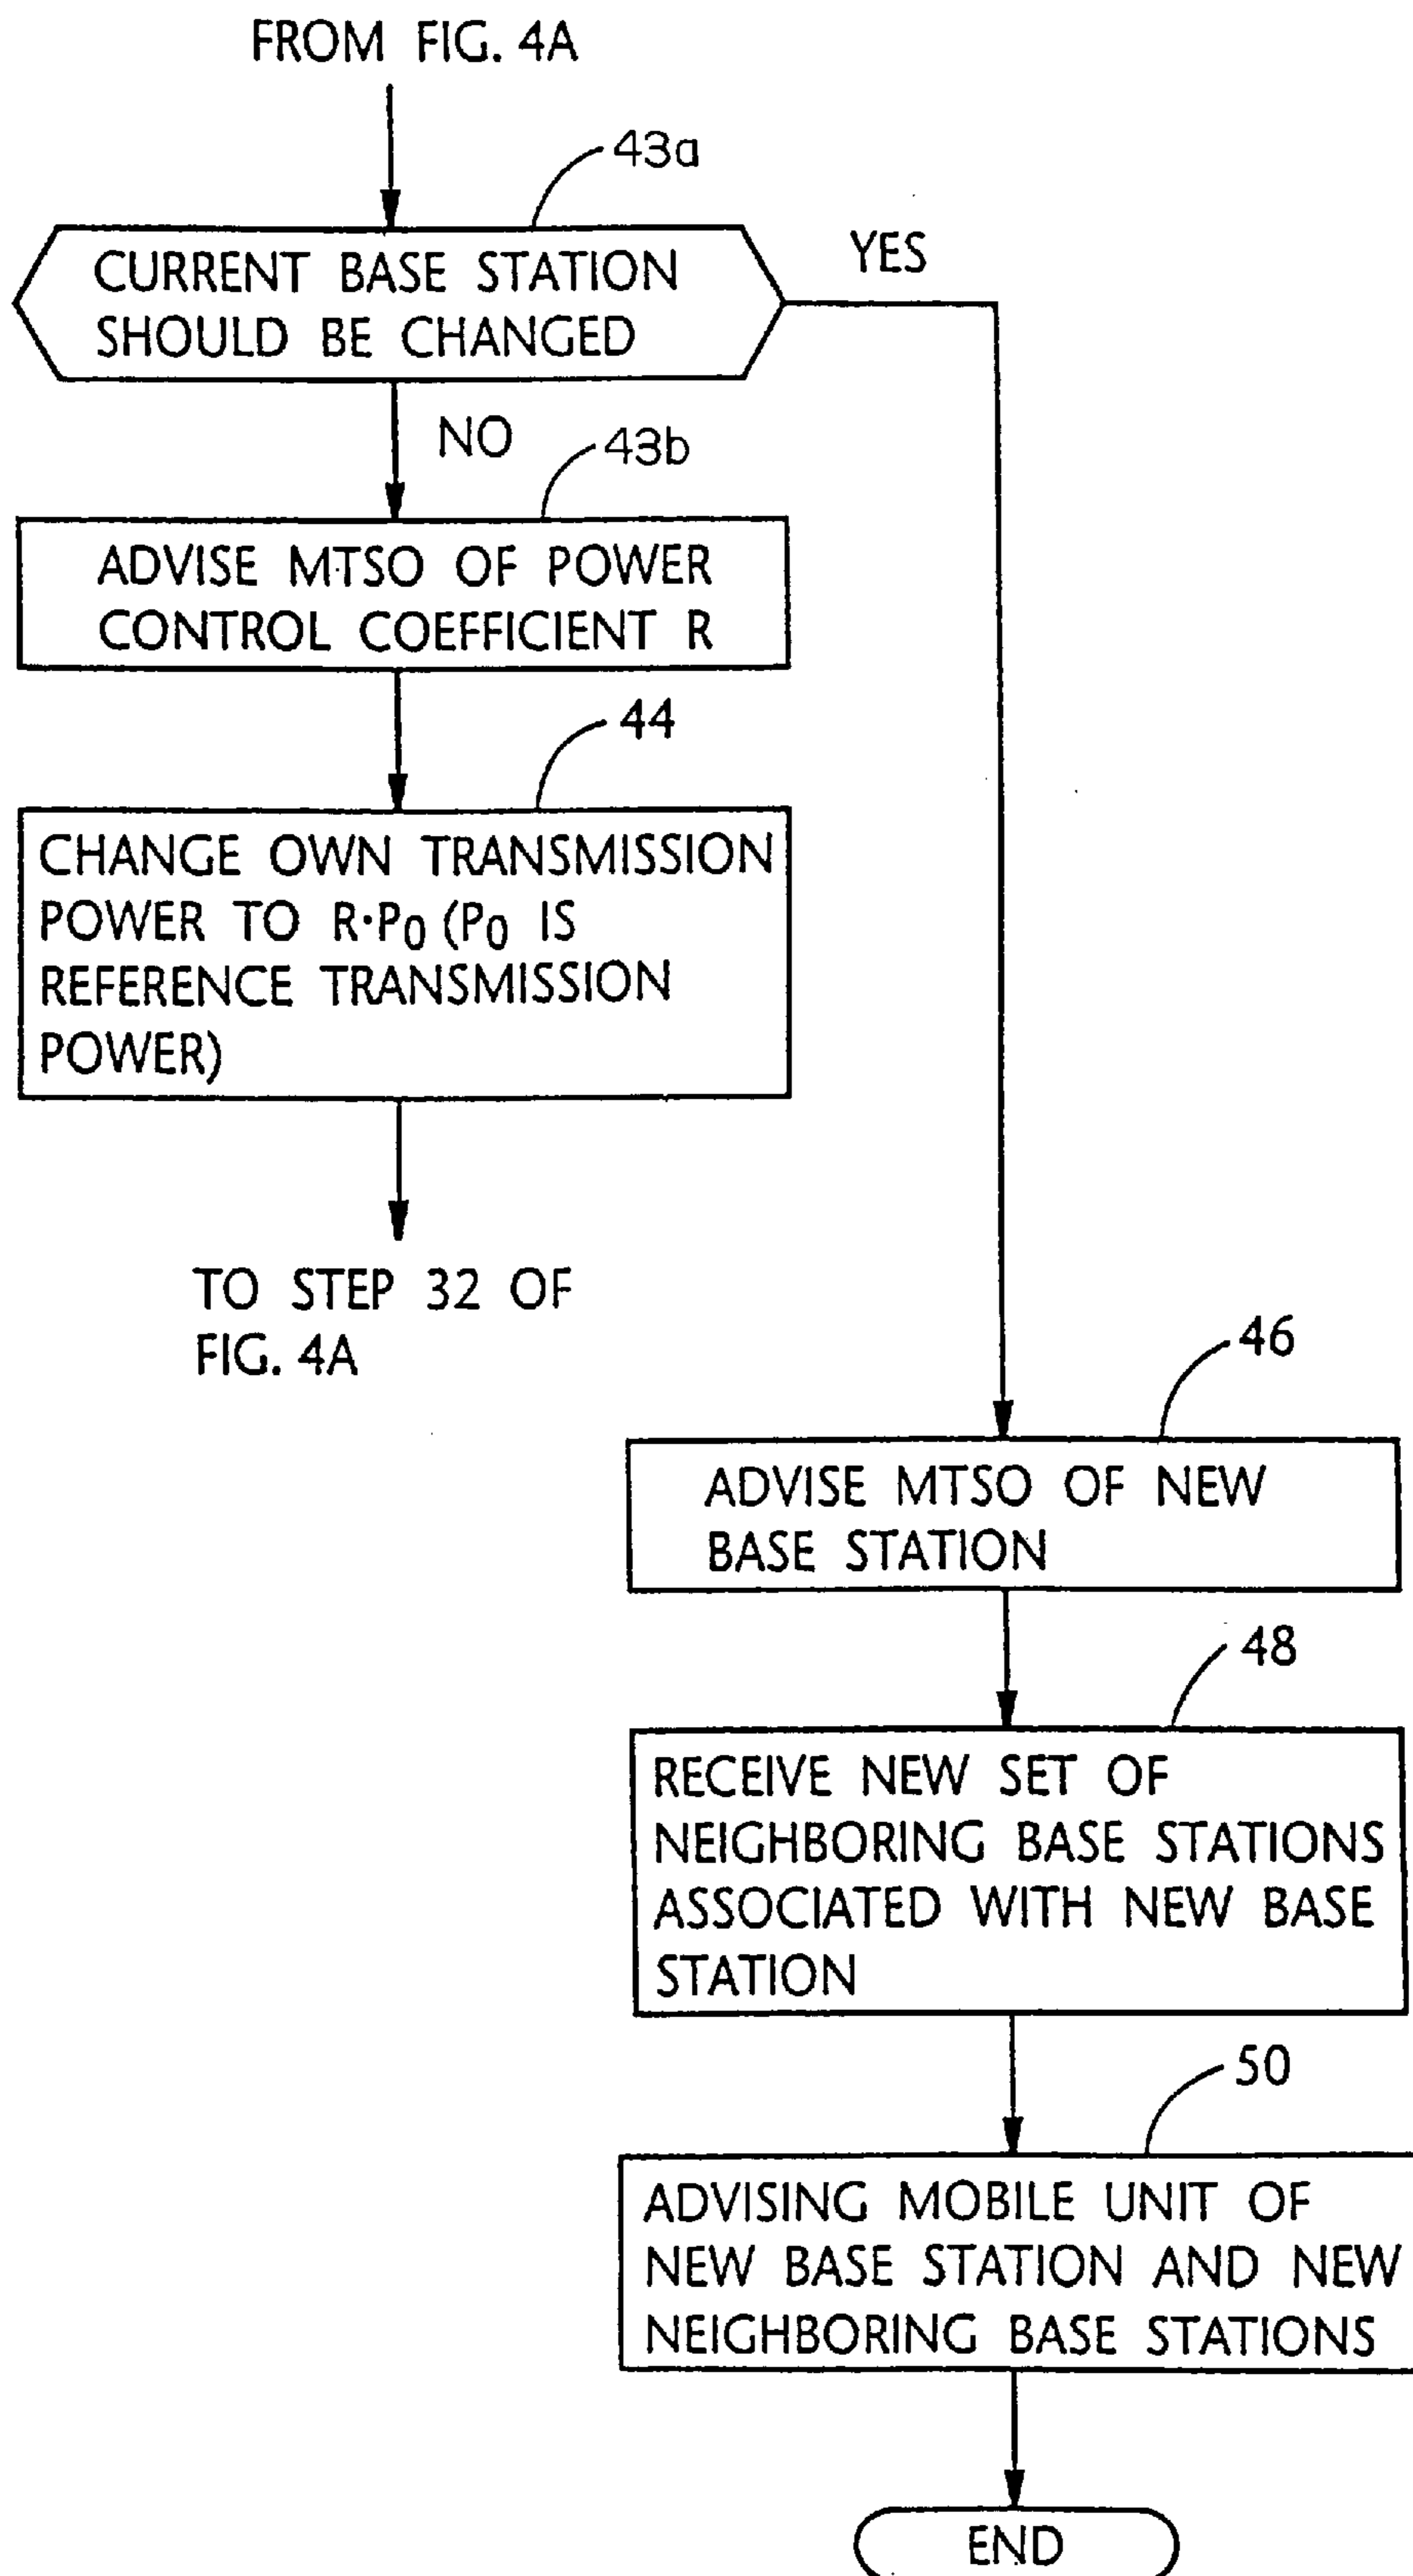 FROM FIG. 4A
43a
CURRENT BASE STATION
SHOULD BE CHANGED
YES
NO
43b
ADVISE MTSO OF POWER
CONTROL COEFFICIENT R
44
CHANGE OWN TRANSMISSION
POWER TO R·P₀ (P₀ IS
REFERENCE TRANSMISSION
POWER)
TO STEP 32 OF
FIG. 4A
46
ADVISE MTSO OF NEW
BASE STATION
48
RECEIVE NEW SET OF
NEIGHBORING BASE STATIONS
ASSOCIATED WITH NEW BASE
STATION
50
ADVISING MOBILE UNIT OF
NEW BASE STATION AND NEW
NEIGHBORING BASE STATIONS
END